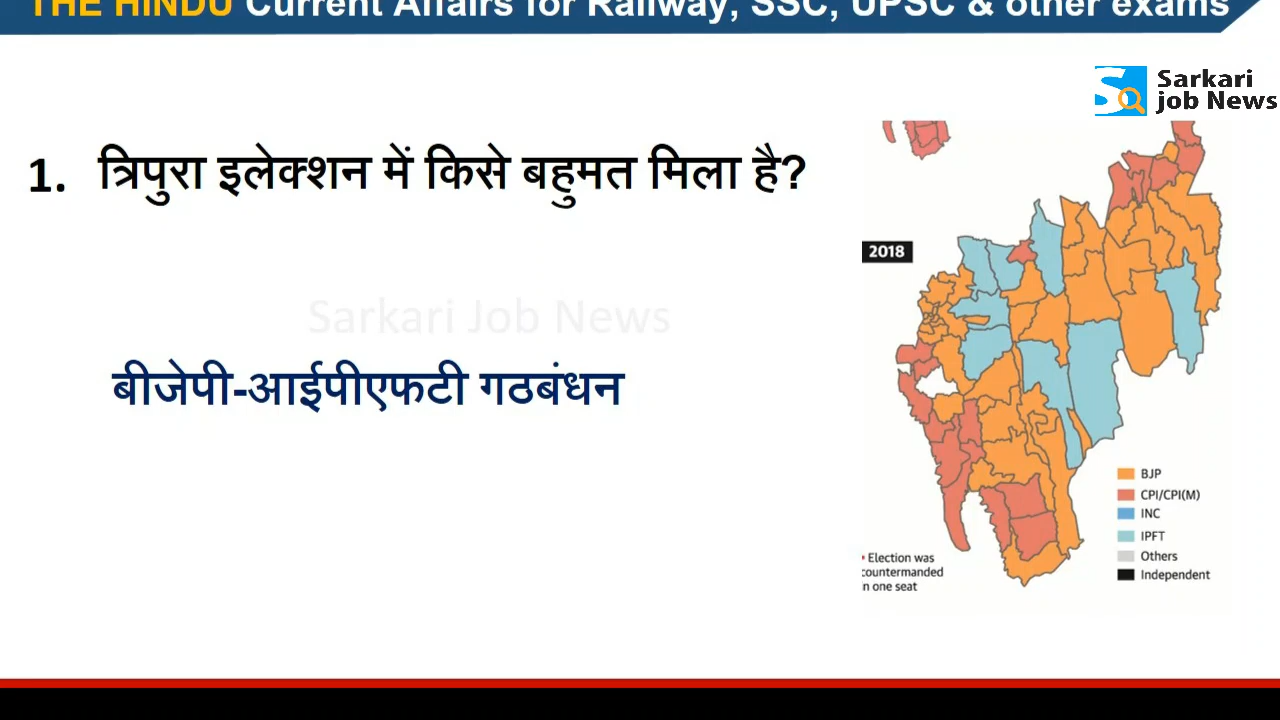 THE HINDU Current Affairs for Railway, SSC, UPSC & other exams
Sarkari
Job News
1. त्रिपुरा इलेक्शन में किसे बहुमत मिला है?
2018
Sarkari Job News
बीजेपी-आईपीएफटी गठबंधन
BJP
CPI/CPI(M)
INC
IPFT
Others
Independent
• Election was
countermanded
in one seat